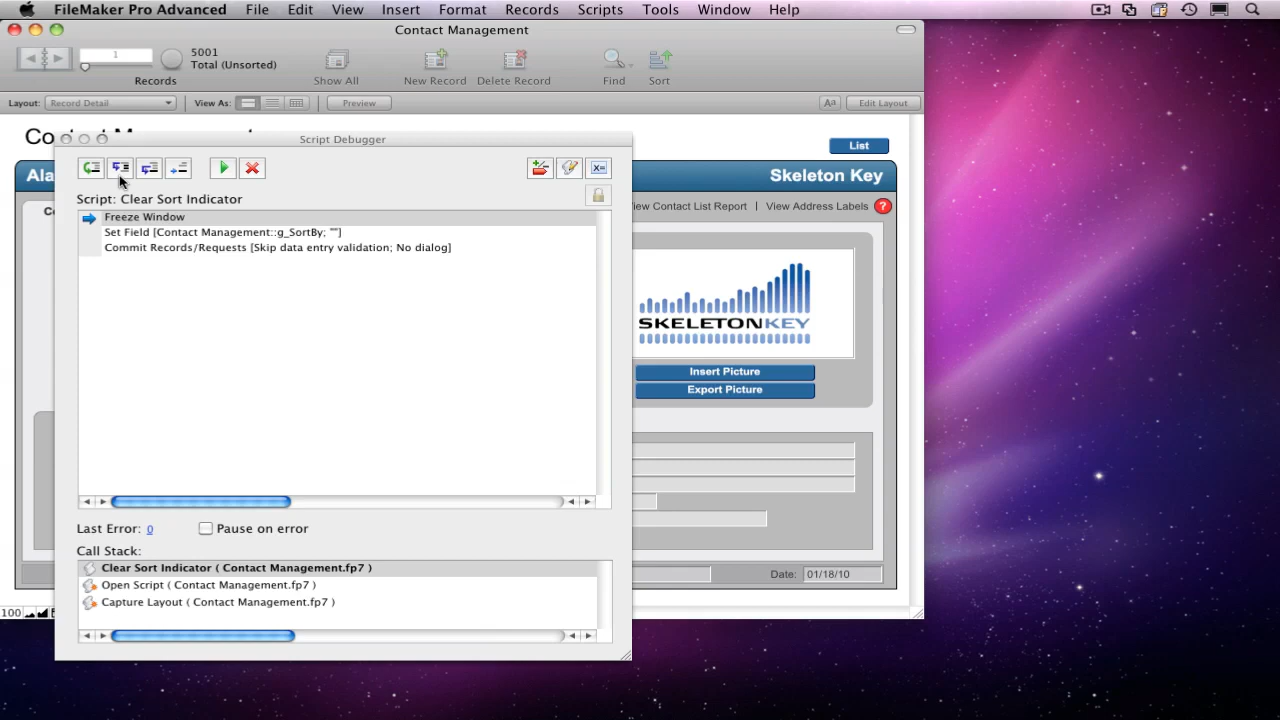 FileMaker Pro Advanced File Edit View Insert Format Records Scripts Tools Window Help
Contact Management
1
5001
Total (Unsorted)
Records
Show All
New Record
Delete Record
Find
Sort
Layout: Record Detail
View As:
Preview
Aa
Edit Layout
List
Script Debugger
Skeleton Key
Script: Clear Sort Indicator
View Contact List Report | View Address Labels ?
Freeze Window
Set Field [Contact Management::g_SortBy; ""]
Commit Records/Requests [Skip data entry validation; No dialog]
SKELETONKEY
Insert Picture
Export Picture
Last Error: 0
Pause on error
Call Stack:
Clear Sort Indicator ( Contact Management.fp7 )
Open Script ( Contact Management.fp7 )
Capture Layout ( Contact Management.fp7 )
Date: 01/18/10
100